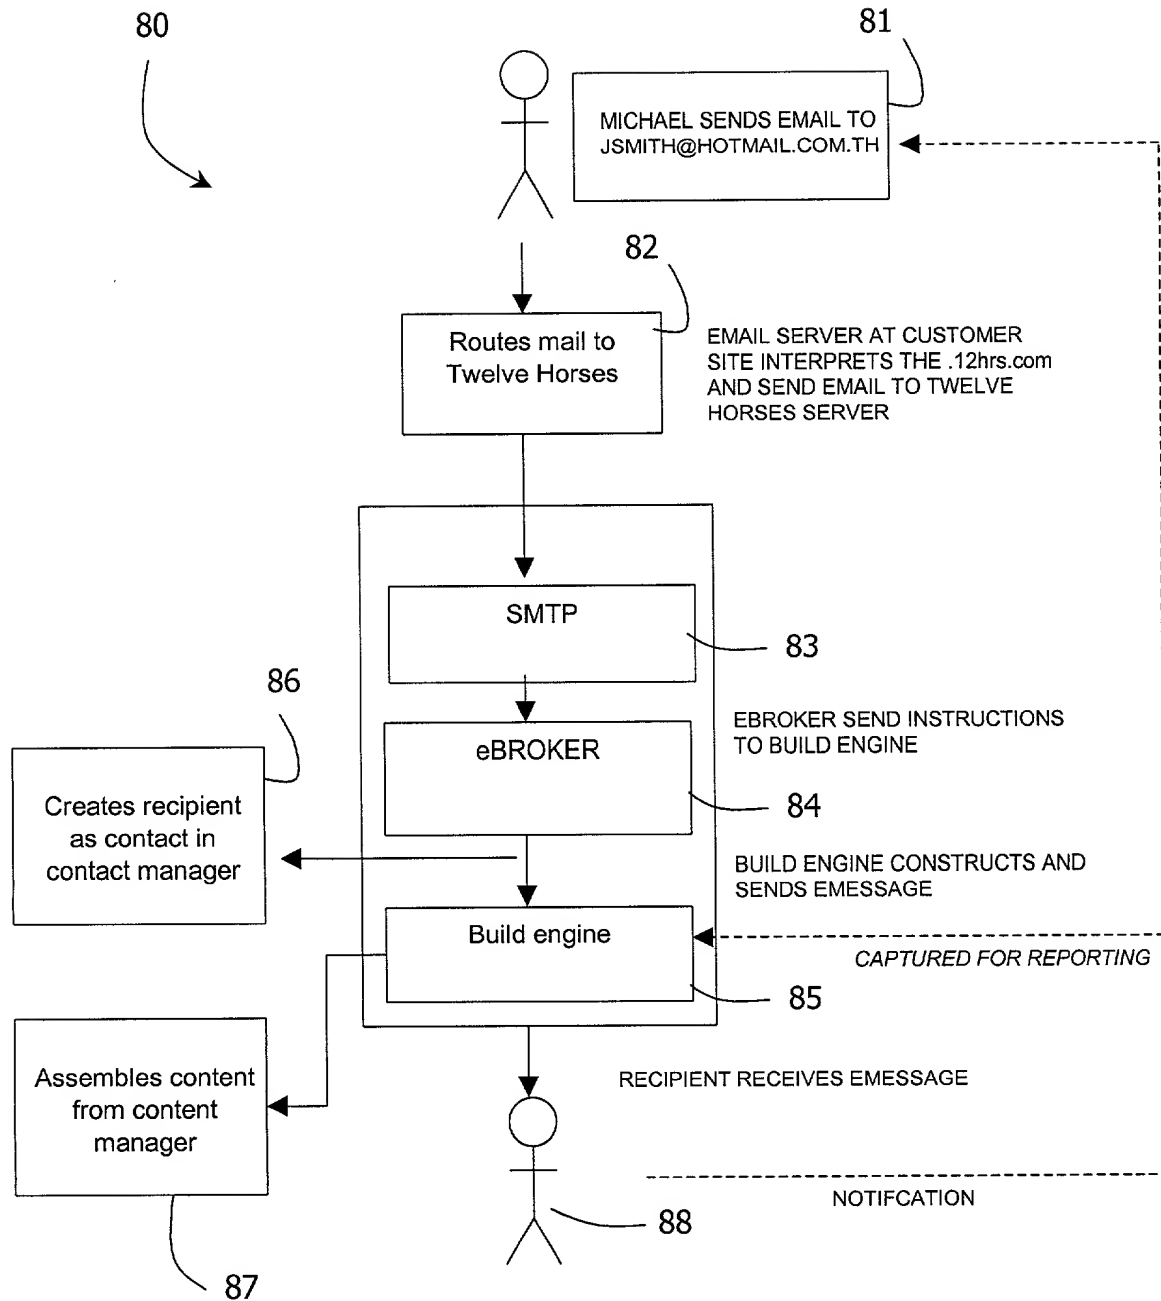 80
81
MICHAEL SENDS EMAIL TO
JSMITH@HOTMAIL.COM.TH
82
Routes mail to
Twelve Horses
EMAIL SERVER AT CUSTOMER
SITE INTERPRETS THE .12hrs.com
AND SEND EMAIL TO TWELVE
HORSES SERVER
SMTP
83
86
EBROKER SEND INSTRUCTIONS
TO BUILD ENGINE
eBROKER
84
Creates recipient
as contact in
contact manager
BUILD ENGINE CONSTRUCTS AND
SENDS EMESSAGE
Build engine
CAPTURED FOR REPORTING
85
Assembles content
from content
manager
RECIPIENT RECEIVES EMESSAGE
NOTIFCATION
88
87